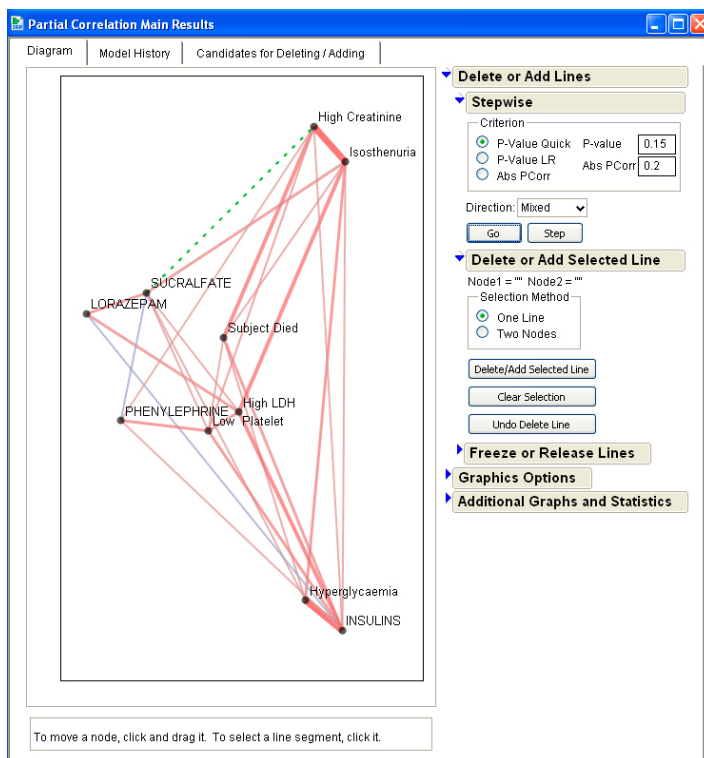 Partial Correlation Main Results
Diagram
Model History
Candidates for Deleting / Adding
High Creatinine
Isosthenuria
SUCRALFATE
LORAZEPAM
Subject Died
High LDH
PHENYLEPHRINE
Low Platelet
Hyperglycaemia
INSULINS
To move a node, click and drag it. To select a line segment, click it.
Delete or Add Lines
Stepwise
Criterion
P-Value Quick P-value 0.15
P-Value LR Abs PCorr 0.2
Abs PCorr
Direction: Mixed
Go Step
Delete or Add Selected Line
Node1 = "" Node2 = ""
Selection Method
One Line
Two Nodes
Delete/Add Selected Line
Clear Selection
Undo Delete Line
Freeze or Release Lines
Graphics Options
Additional Graphs and Statistics